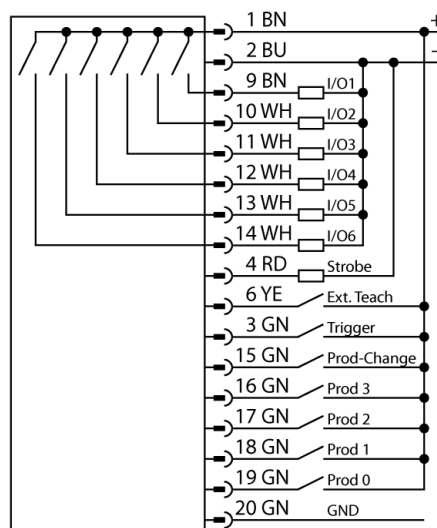 1 BN +
2 BU −
9 BN I/O1
10 WH I/O2
11 WH I/O3
12 WH I/O4
13 WH I/O5
14 WH I/O6
4 RD Strobe
6 YE Ext. Teach
3 GN Trigger
15 GN Prod-Change
16 GN Prod 3
17 GN Prod 2
18 GN Prod 1
19 GN Prod 0
20 GN GND